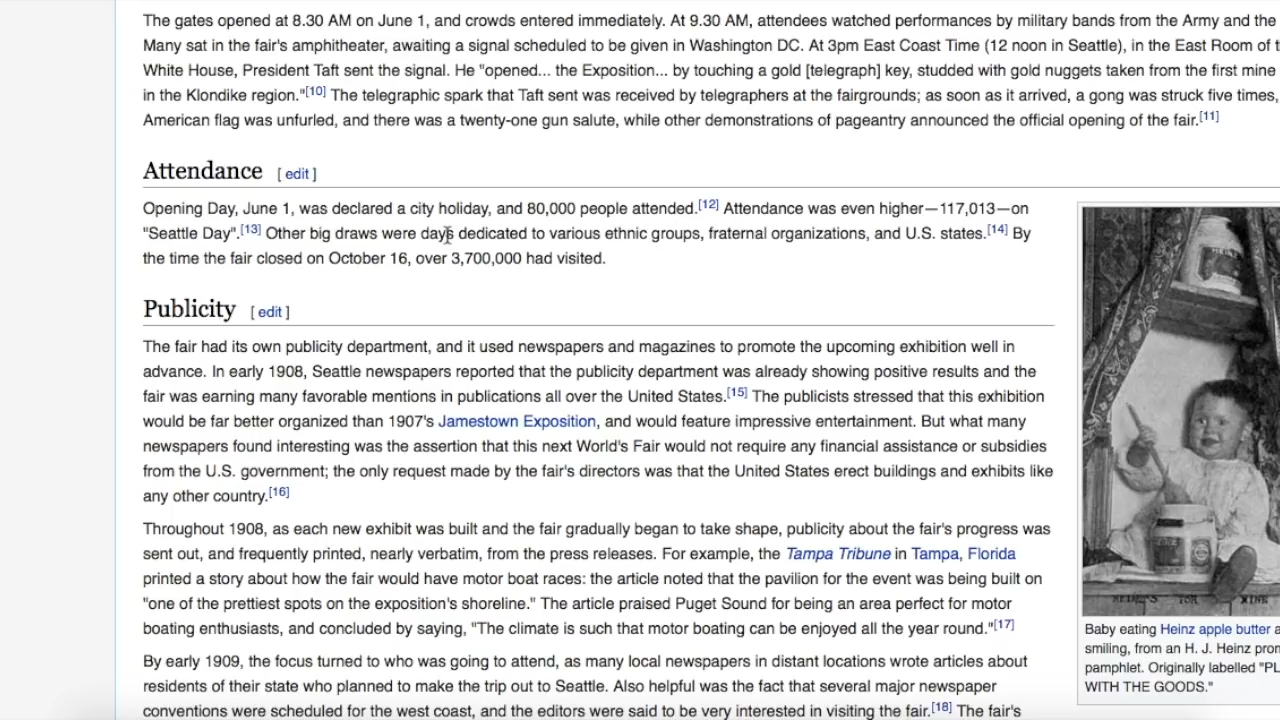 The gates opened at 8.30 AM on June 1, and crowds entered immediately. At 9.30 AM, attendees watched performances by military bands from the Army and the
Many sat in the fair's amphitheater, awaiting a signal scheduled to be given in Washington DC. At 3pm East Coast Time (12 noon in Seattle), in the East Room of
White House, President Taft sent the signal. He "opened... the Exposition... by touching a gold [telegraph] key, studded with gold nuggets taken from the first mine
in the Klondike region."[10] The telegraphic spark that Taft sent was received by telegraphers at the fairgrounds; as soon as it arrived, a gong was struck five times,
American flag was unfurled, and there was a twenty-one gun salute, while other demonstrations of pageantry announced the official opening of the fair.[11]
Attendance [ edit ]
Opening Day, June 1, was declared a city holiday, and 80,000 people attended.[12] Attendance was even higher—117,013—on
"Seattle Day".[13] Other big draws were days dedicated to various ethnic groups, fraternal organizations, and U.S. states.[14] By
the time the fair closed on October 16, over 3,700,000 had visited.
Publicity [ edit ]
The fair had its own publicity department, and it used newspapers and magazines to promote the upcoming exhibition well in
advance. In early 1908, Seattle newspapers reported that the publicity department was already showing positive results and the
fair was earning many favorable mentions in publications all over the United States.[15] The publicists stressed that this exhibition
would be far better organized than 1907's Jamestown Exposition, and would feature impressive entertainment. But what many
newspapers found interesting was the assertion that this next World's Fair would not require any financial assistance or subsidies
from the U.S. government; the only request made by the fair's directors was that the United States erect buildings and exhibits like
any other country.[16]
Throughout 1908, as each new exhibit was built and the fair gradually began to take shape, publicity about the fair's progress was
sent out, and frequently printed, nearly verbatim, from the press releases. For example, the Tampa Tribune in Tampa, Florida
printed a story about how the fair would have motor boat races: the article noted that the pavilion for the event was being built on
"one of the prettiest spots on the exposition's shoreline." The article praised Puget Sound for being an area perfect for motor
boating enthusiasts, and concluded by saying, "The climate is such that motor boating can be enjoyed all the year round."[17]
By early 1909, the focus turned to who was going to attend, as many local newspapers in distant locations wrote articles about
residents of their state who planned to make the trip out to Seattle. Also helpful was the fact that several major newspaper
conventions were scheduled for the west coast, and the editors were said to be very interested in visiting the fair.[18] The fair's
Baby eating Heinz apple butter
smiling, from an H. J. Heinz
pamphlet. Originally labelled
WITH THE GOODS."